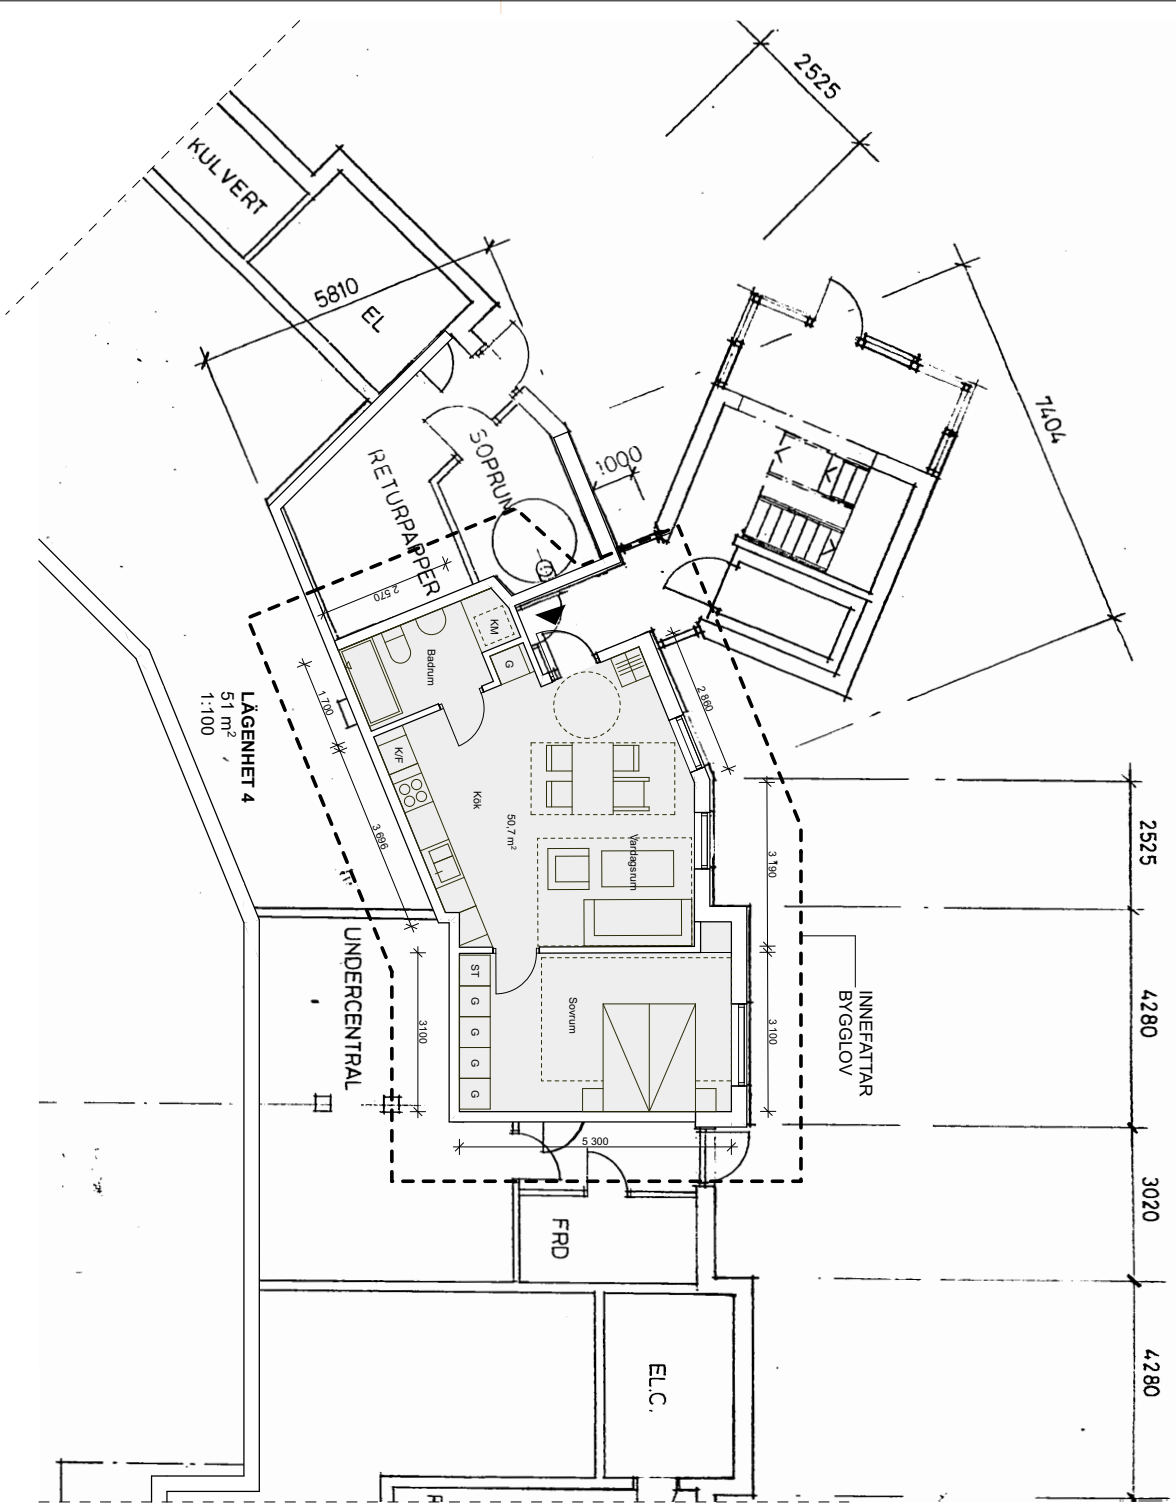 2525
KULVERT
5810
EL
7404
SOPRUM
RETURPAPPER
1000
2 570
KM
G
Badrum
2 860
1 700
LÄGENHET 4
51 m²
1:100
K/F
Kök
50,7 m²
Vardagsrum
3 696
3 190
2525
UNDERCENTRAL
ST
G
G
G
G
Sovrum
3100
3 100
INNEFATTAR
BYGGLOV
4280
5 300
3020
FRD
EL.C.
4280